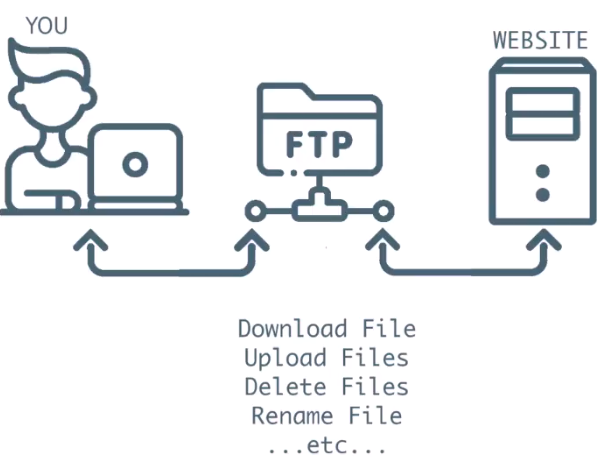 YOU
WEBSITE
FTP
Download File
Upload Files
Delete Files
Rename File
...etc...